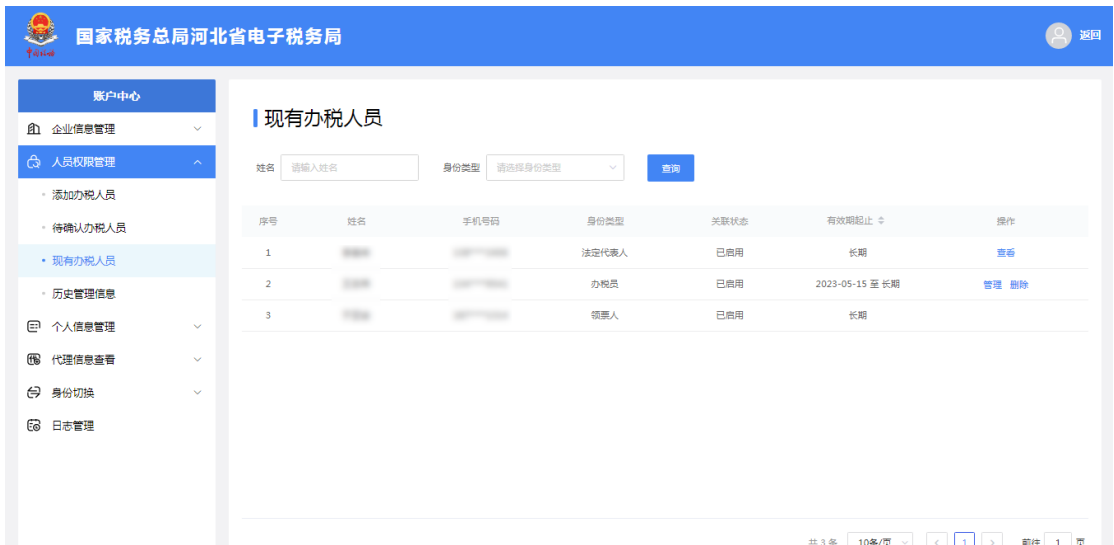 国家税务总局河北省电子税务局
返回
账户中心
企业信息管理
人员权限管理
添加办税人员
待确认办税人员
现有办税人员
历史管理信息
个人信息管理
代理信息查看
身份切换
日志管理
现有办税人员
姓名 请输入姓名 身份类型 请选择身份类型 查询
序号 姓名 手机号码 身份类型 关联状态 有效期起止 操作
1 法定代表人 已启用 长期 查看
2 办税员 已启用 2023-05-15 至 长期 管理 删除
3 领票人 已启用 长期
共 3 条 10条/页 1 前往 1 页